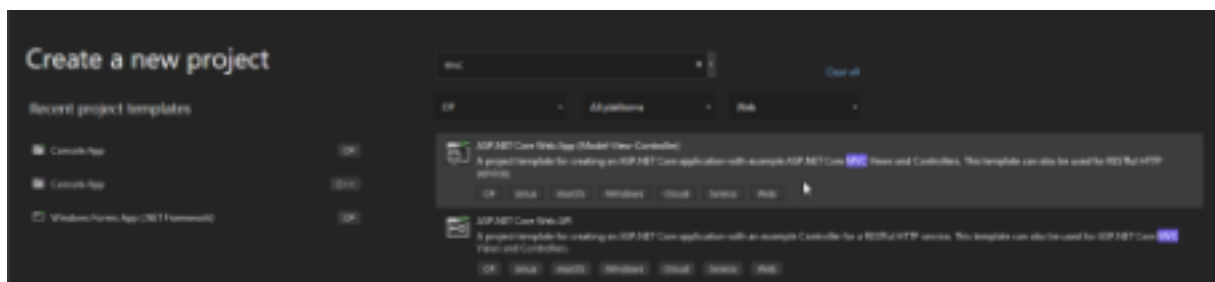 Create a new project
mvc
Clear all
Recent project templates
C#
All platforms
Web
Console App
C#
Console App
C++
Windows Forms App (.NET Framework)
C#
ASP.NET Core Web App (Model-View-Controller)
A project template for creating an ASP.NET Core application with example ASP.NET Core MVC Views and Controllers. This template can also be used for RESTful HTTP
services.
C# Linux macOS Windows Cloud Service Web
ASP.NET Core Web API
A project template for creating an ASP.NET Core application with an example Controller for a RESTful HTTP service. This template can also be used for ASP.NET Core MVC
Views and Controllers.
C# Linux macOS Windows Cloud Service Web